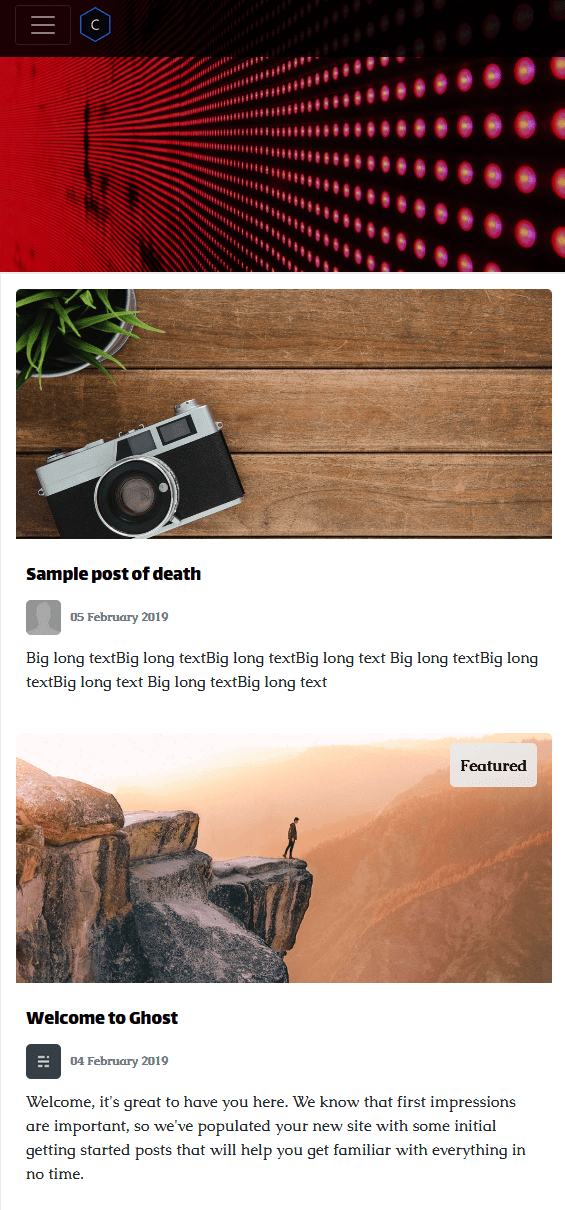 C
Sample post of death
05 February 2019
Big long textBig long textBig long textBig long text Big long textBig long
textBig long text Big long textBig long text
Featured
Welcome to Ghost
04 February 2019
Welcome, it's great to have you here. We know that first impressions
are important, so we've populated your new site with some initial
getting started posts that will help you get familiar with everything in
no time.